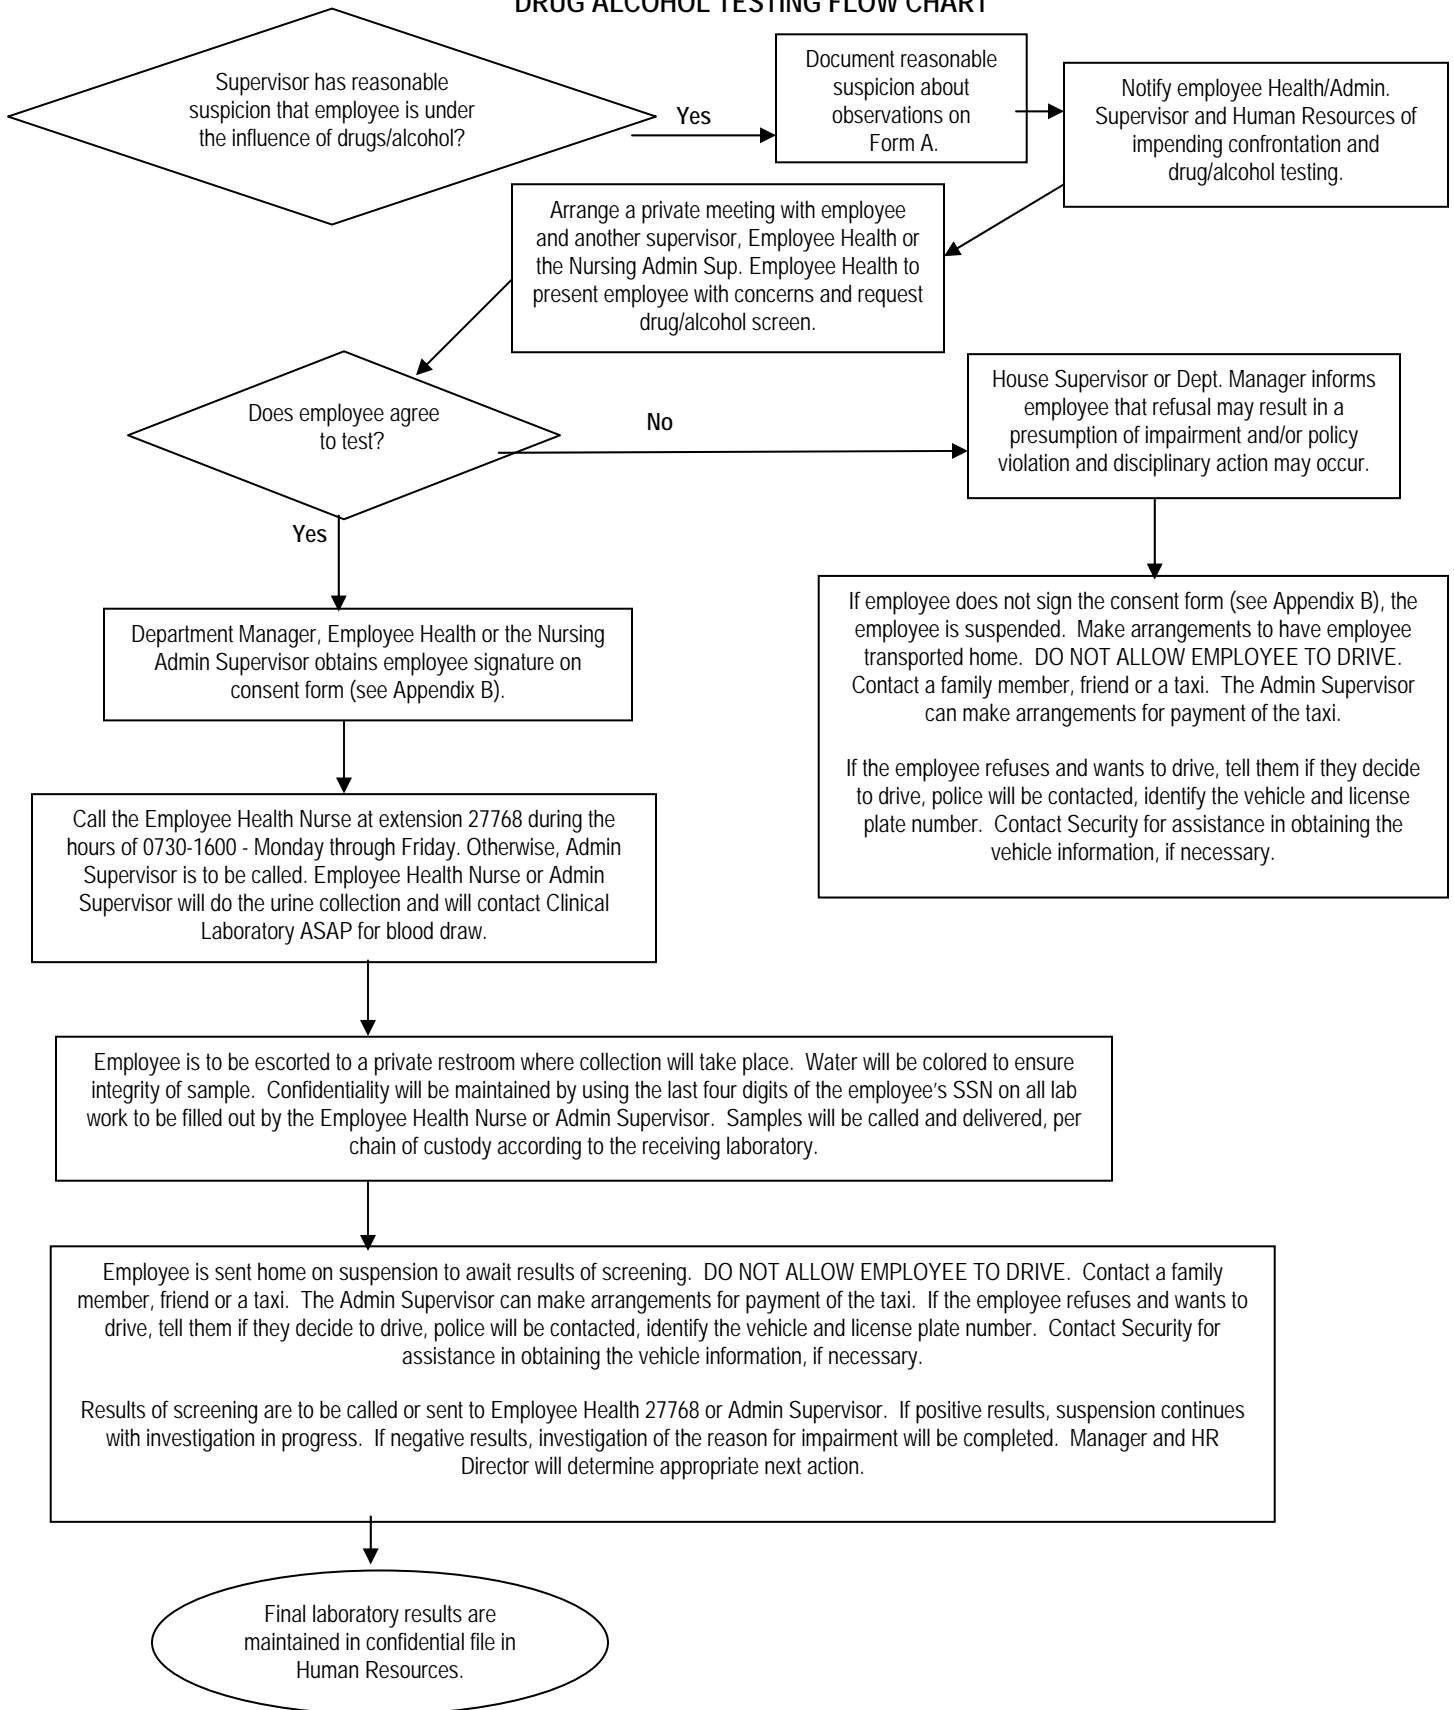 DRUG ALCOHOL TESTING FLOW CHART
Supervisor has reasonable
suspicion that employee is under
the influence of drugs/alcohol?
Yes
Document reasonable
suspicion about
observations on
Form A.
Notify employee Health/Admin.
Supervisor and Human Resources of
impending confrontation and
drug/alcohol testing.
Arrange a private meeting with employee
and another supervisor, Employee Health or
the Nursing Admin Sup. Employee Health to
present employee with concerns and request
drug/alcohol screen.
Does employee agree
to test?
No
House Supervisor or Dept. Manager informs
employee that refusal may result in a
presumption of impairment and/or policy
violation and disciplinary action may occur.
Yes
If employee does not sign the consent form (see Appendix B), the
employee is suspended. Make arrangements to have employee
transported home. DO NOT ALLOW EMPLOYEE TO DRIVE.
Contact a family member, friend or a taxi. The Admin Supervisor
can make arrangements for payment of the taxi.
If the employee refuses and wants to drive, tell them if they decide
to drive, police will be contacted, identify the vehicle and license
plate number. Contact Security for assistance in obtaining the
vehicle information, if necessary.
Department Manager, Employee Health or the Nursing
Admin Supervisor obtains employee signature on
consent form (see Appendix B).
Call the Employee Health Nurse at extension 27768 during the
hours of 0730-1600 - Monday through Friday. Otherwise, Admin
Supervisor is to be called. Employee Health Nurse or Admin
Supervisor will do the urine collection and will contact Clinical
Laboratory ASAP for blood draw.
Employee is to be escorted to a private restroom where collection will take place. Water will be colored to ensure
integrity of sample. Confidentiality will be maintained by using the last four digits of the employee's SSN on all lab
work to be filled out by the Employee Health Nurse or Admin Supervisor. Samples will be called and delivered, per
chain of custody according to the receiving laboratory.
Employee is sent home on suspension to await results of screening. DO NOT ALLOW EMPLOYEE TO DRIVE. Contact a family
member, friend or a taxi. The Admin Supervisor can make arrangements for payment of the taxi. If the employee refuses and wants to
drive, tell them if they decide to drive, police will be contacted, identify the vehicle and license plate number. Contact Security for
assistance in obtaining the vehicle information, if necessary.
Results of screening are to be called or sent to Employee Health 27768 or Admin Supervisor. If positive results, suspension continues
with investigation in progress. If negative results, investigation of the reason for impairment will be completed. Manager and HR
Director will determine appropriate next action.
Final laboratory results are
maintained in confidential file in
Human Resources.